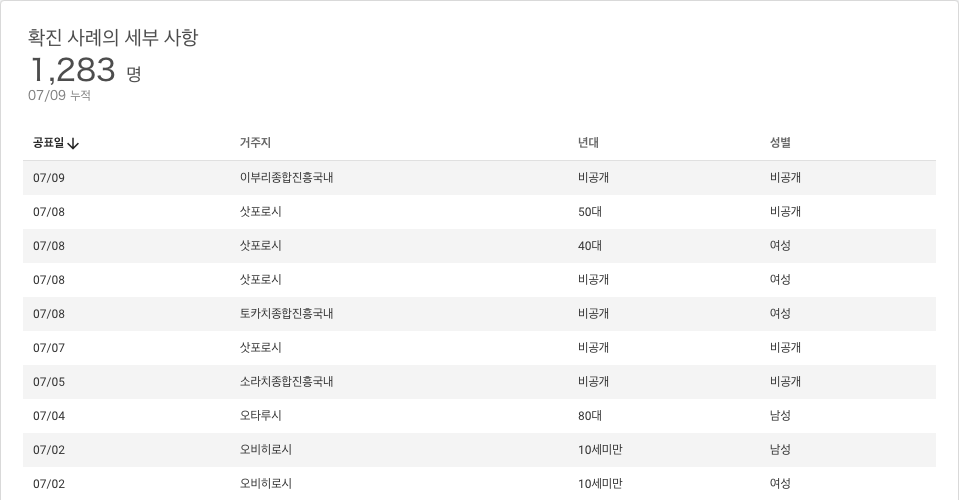 확진 사례의 세부 사항
1,283 명
07/09 누적
공표일 거주지 년대 성별
07/09 이부리종합진흥국내 비공개 비공개
07/08 삿포로시 50대 비공개
07/08 삿포로시 40대 여성
07/08 삿포로시 비공개 여성
07/08 토카치종합진흥국내 비공개 여성
07/07 삿포로시 비공개 비공개
07/05 소라치종합진흥국내 비공개 비공개
07/04 오타루시 80대 남성
07/02 오비히로시 10세미만 남성
07/02 오비히로시 10세미만 여성